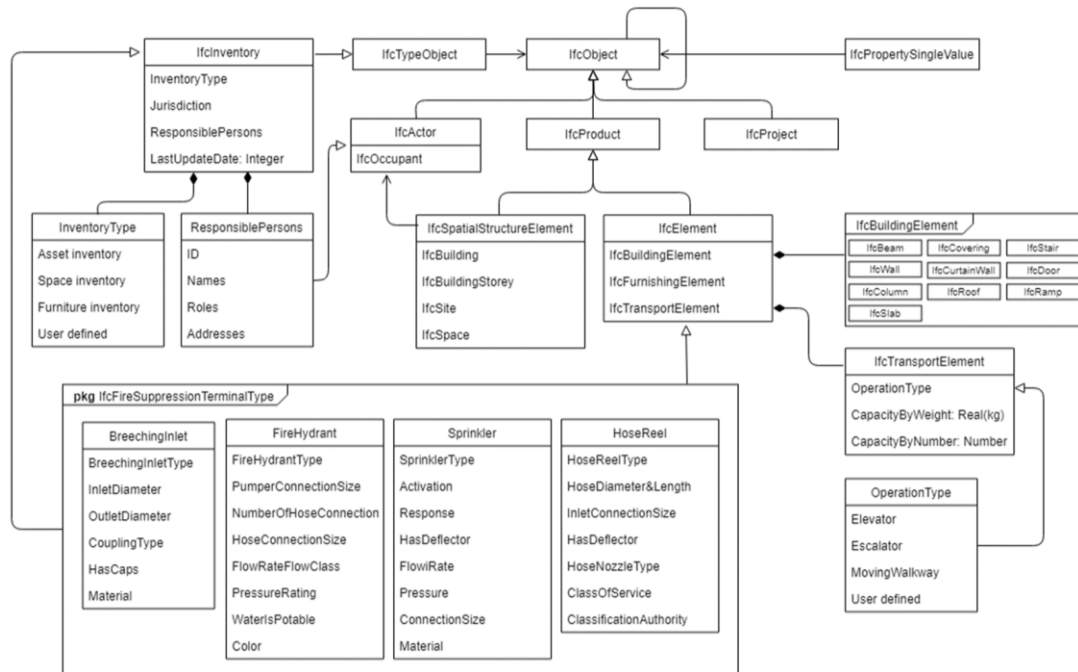 IfcInventory
InventoryType
Jurisdiction
ResponsiblePersons
LastUpdateDate: Integer
IfcTypeObject
IfcObject
IfcPropertySingleValue
IfcActor
IfcOccupant
IfcProduct
IfcProject
InventoryType
Asset inventory
Space inventory
Furniture inventory
User defined
ResponsiblePersons
ID
Names
Roles
Addresses
IfcSpatialStructureElement
IfcBuilding
IfcBuildingStorey
IfcSite
IfcSpace
IfcElement
IfcBuildingElement
IfcFurnishingElement
IfcTransportElement
IfcBuildingElement
IfcBeam
IfcCovering
IfcStair
IfcWall
IfcCurtainWall
IfcDoor
IfcColumn
IfcRoof
IfcRamp
IfcSlab
IfcTransportElement
OperationType
CapacityByWeight: Real(kg)
CapacityByNumber: Number
OperationType
Elevator
Escalator
MovingWalkway
User defined
pkg IfcFireSuppressionTerminalType
BreechingInlet
BreechingInletType
InletDiameter
OutletDiameter
CouplingType
HasCaps
Material
FireHydrant
FireHydrantType
PumperConnectionSize
NumberOfHoseConnection
HoseConnectionSize
FlowRateFlowClass
PressureRating
WaterIsPotable
Color
Sprinkler
SprinklerType
Activation
Response
HasDeflector
FlowiRate
Pressure
ConnectionSize
Material
HoseReel
HoseReelType
HoseDiameter&Length
InletConnectionSize
HasDeflector
HoseNozzleType
ClassOfService
ClassificationAuthority